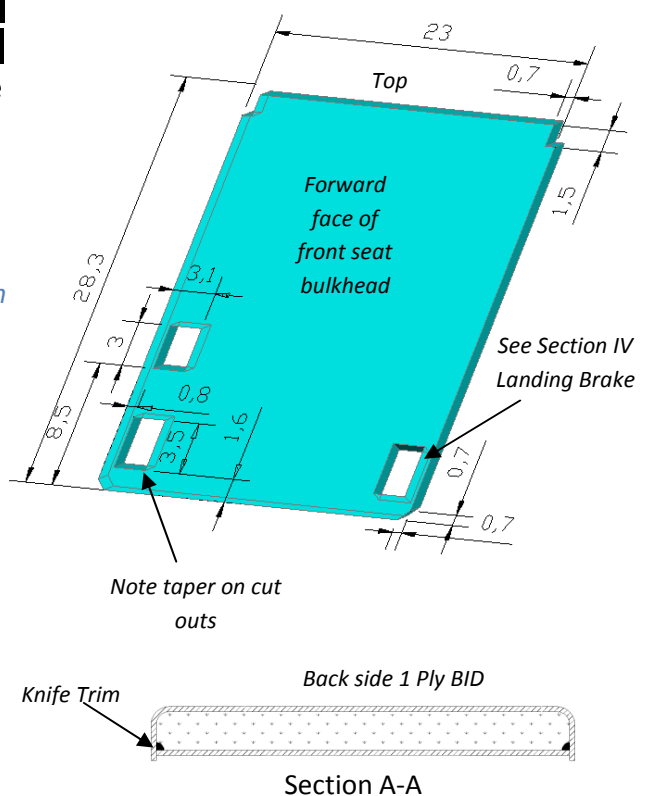 23
0,7
Top
1,5
Forward
face of
front seat
bulkhead
28,3
3,1
3
See Section IV
Landing Brake
0,8
8,5
3,5
1,6
0,7
0,7
Note taper on cut
outs
Back side 1 Ply BID
Knife Trim
Section A-A